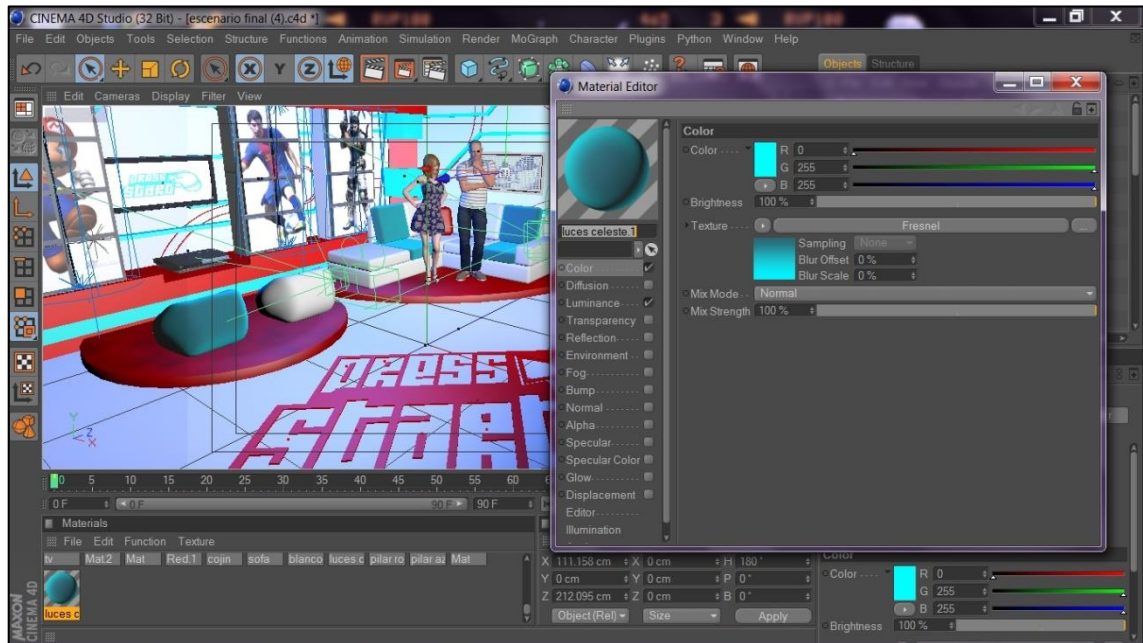 CINEMA 4D Studio (32 Bit) - [escenario final (4).c4d *]
File Edit Objects Tools Selection Structure Functions Animation Simulation Render MoGraph Character Plugins Python Window Help
Objects Structure
Edit Cameras Display Filter View
Material Editor
Color
Color R 0
G 255
B 255
Brightness 100 %
Texture Fresnel ...
Sampling None
Blur Offset 0 %
Blur Scale 0 %
Mix Mode Normal
Mix Strength 100 %
luces celeste.1
Color
Diffusion
Luminance
Transparency
Reflection
Environment
Fog
Bump
Normal
Alpha
Specular
Specular Color
Glow
Displacement
Editor
Illumination
press
start
press
Y
Z
X
0 5 10 15 20 25 30 35 40 45 50 55 60
0 F 0 F 90 F 90 F
Materials
File Edit Function Texture
tv Mat.2 Mat Red.1 cojin sofa blanco luces c pilar ro pilar az Mat
luces c
X 111.158 cm X 0 cm H 180 °
Y 0 cm Y 0 cm P 0 °
Z 212.095 cm Z 0 cm B 0 °
Object (Rel) Size Apply
Color
Color R 0
G 255
B 255
Brightness 100 %
MAXON
CINEMA 4D